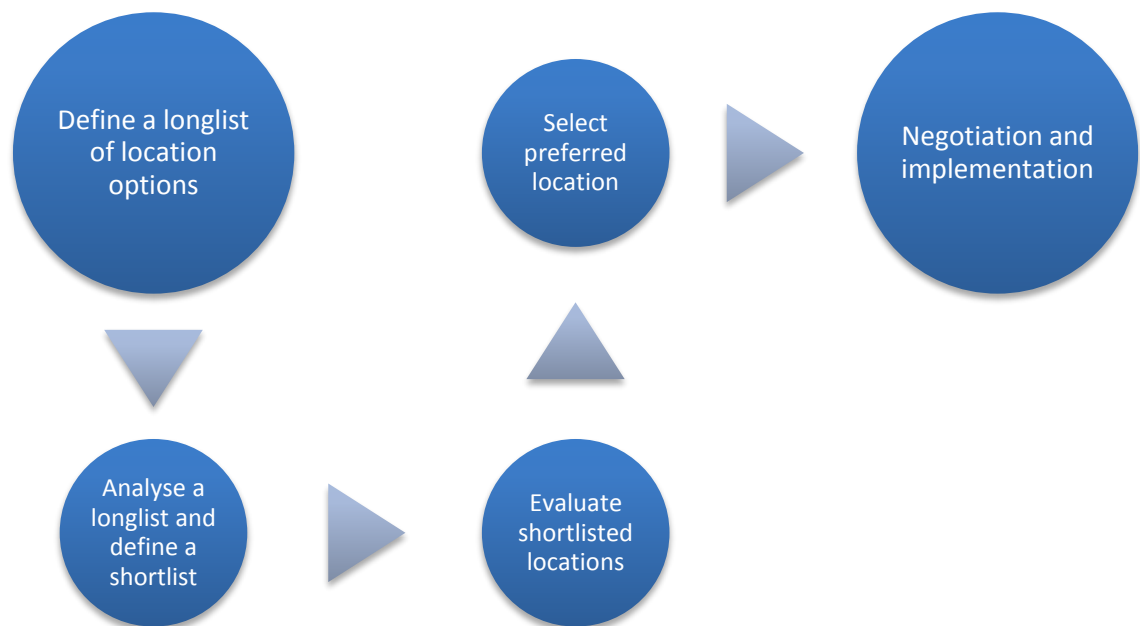 Define a longlist
of location
options
Analyse a
longlist and
define a
shortlist
Evaluate
shortlisted
locations
Select
preferred
location
Negotiation and
implementation